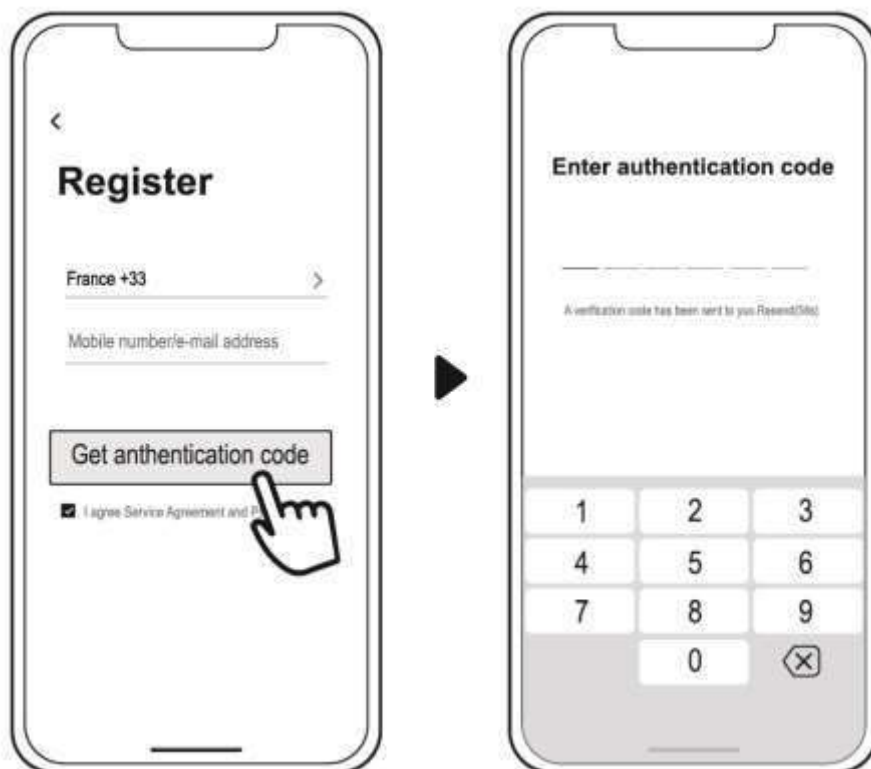 Register
France +33
Mobile number/e-mail address
Get anthentication code
I agree Service Agreement and P
Enter authentication code
A verification code has been sent to you Resend(59s)
1 2 3
4 5 6
7 8 9
0